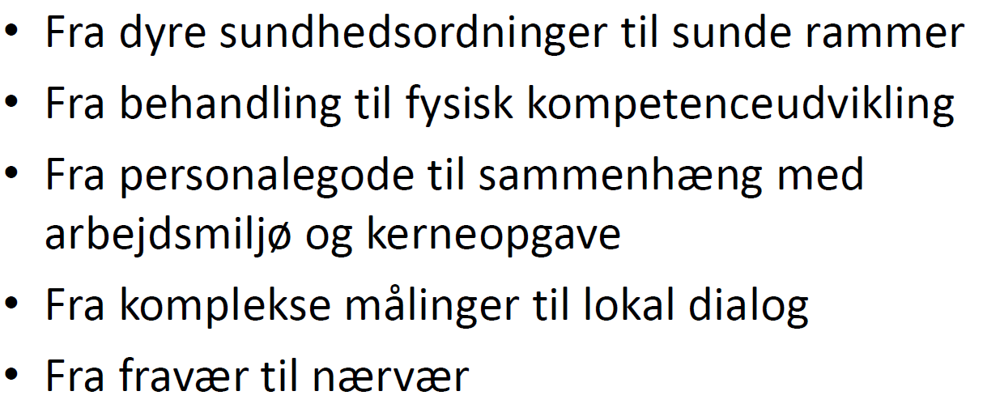 • Fra dyre sundhedsordninger til sunde rammer
• Fra behandling til fysisk kompetenceudvikling
• Fra personalegode til sammenhæng med
arbejdsmiljø og kerneopgave
• Fra komplekse målinger til lokal dialog
• Fra fravær til nærvær